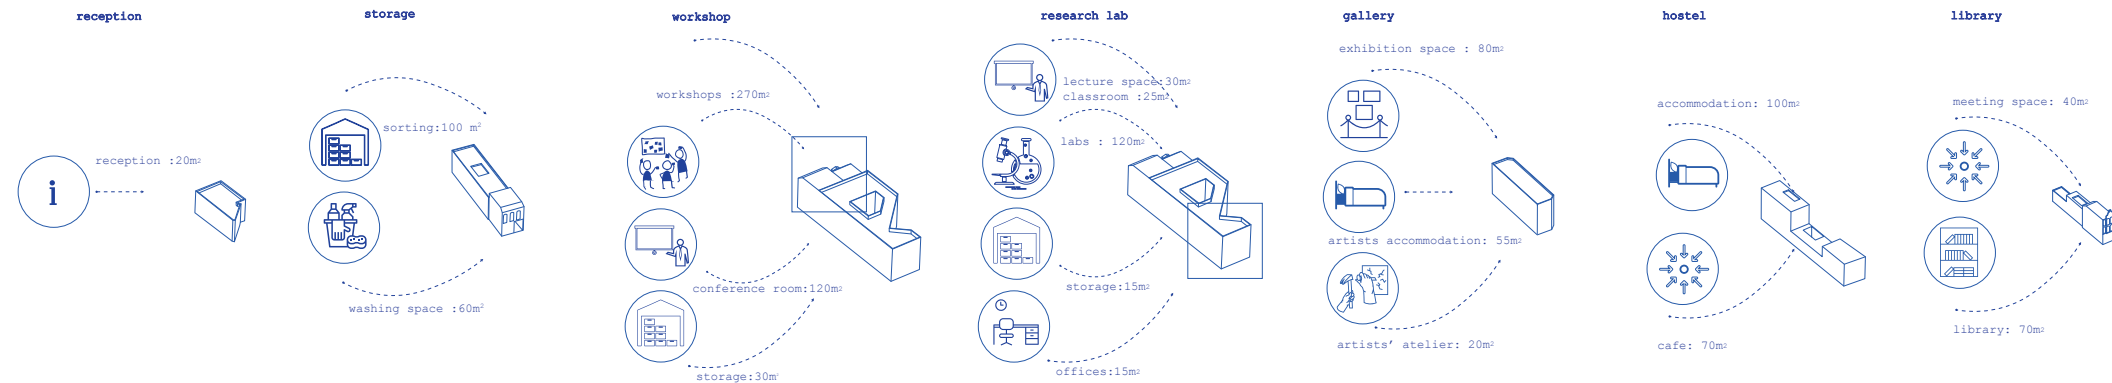 reception
storage
workshop
research lab
gallery
hostel
library
i
reception :20m²
sorting:100 m²
washing space :60m²
workshops :270m²
conference room:120m²
storage:30m²
lecture space:30m²
classroom :25m²
labs : 120m²
storage:15m²
offices:15m²
exhibition space : 80m²
artists accommodation: 55m²
artists’ atelier: 20m²
accommodation: 100m²
cafe: 70m²
meeting space: 40m²
library: 70m²